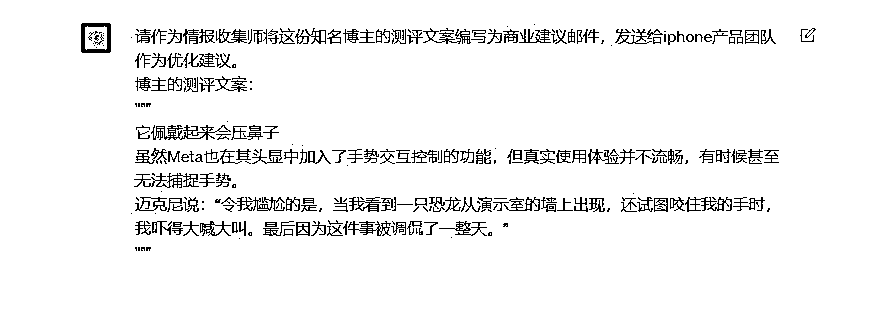 请作为情报收集师将这份知名博主的测评文案编写为商业建议邮件，发送给iphone产品团队
作为优化建议。
博主的测评文案：
"""
它佩戴起来会压鼻子
虽然Meta也在其头显中加入了手势交互控制的功能，但真实使用体验并不流畅，有时候甚至
无法捕捉手势。
迈克尼说：“令我尴尬的是，当我看到一只恐龙从演示室的墙上出现，还试图咬住我的手时，
我吓得大喊大叫。最后因为这件事被调侃了一整天。”
"""